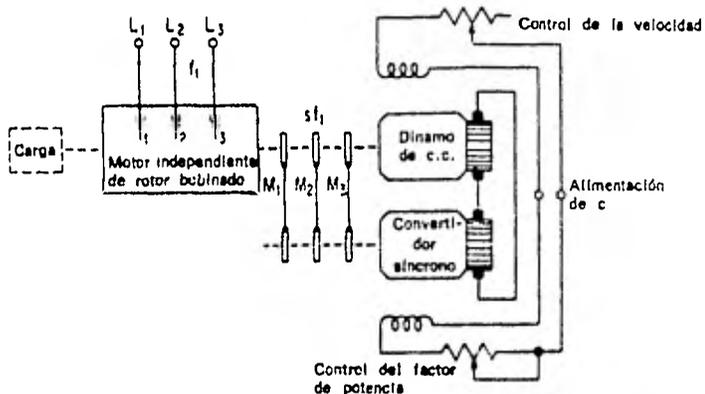 L₁ L₂ L₃
f₁
Control de la velocidad
sf₁
1 2 3
Carga
Motor independiente
de rotor bobinado
M₁ M₂ M₃
Dínamo
de c.c.
Alimentación
de c
Converti-
dor
síncrono
Control del factor
de potencia